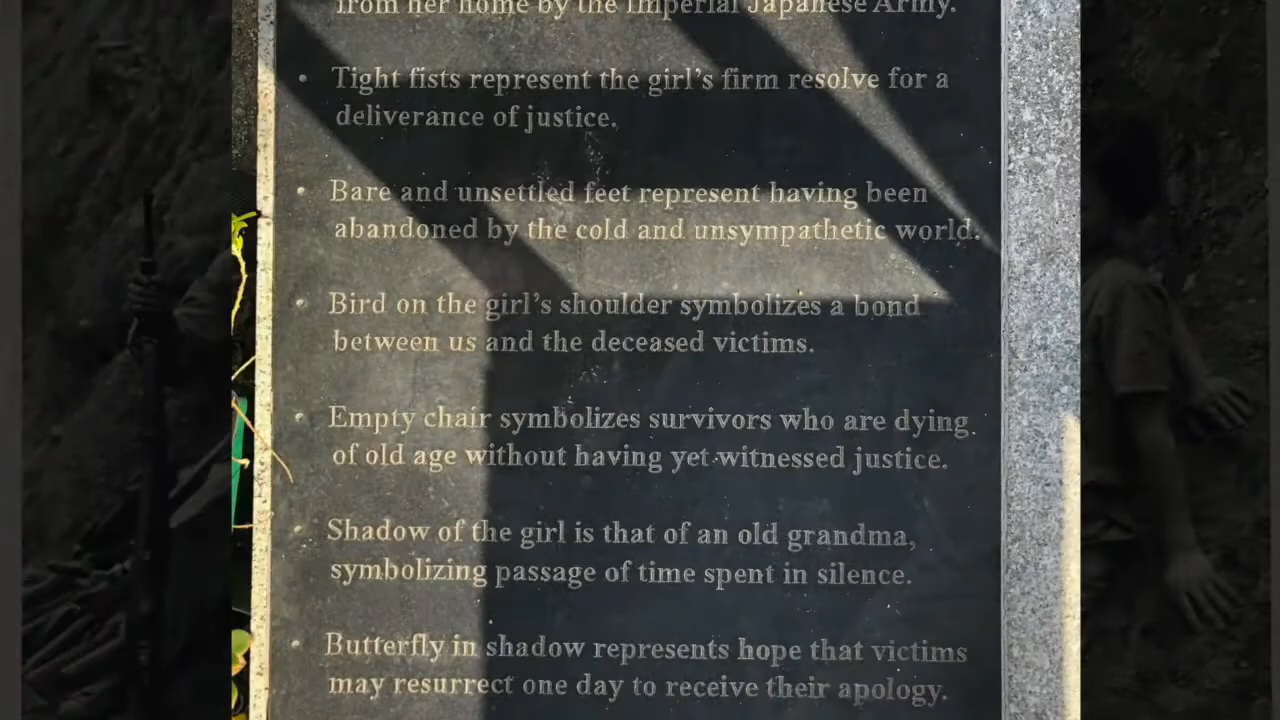 from her home by the Imperial Japanese Army.
• Tight fists represent the girl's firm resolve for a
deliverance of justice.
• Bare and unsettled feet represent having been
abandoned by the cold and unsympathetic world.
• Bird on the girl's shoulder symbolizes a bond
between us and the deceased victims.
• Empty chair symbolizes survivors who are dying
of old age without having yet witnessed justice.
• Shadow of the girl is that of an old grandma,
symbolizing passage of time spent in silence.
• Butterfly in shadow represents hope that victims
may resurrect one day to receive their apology.